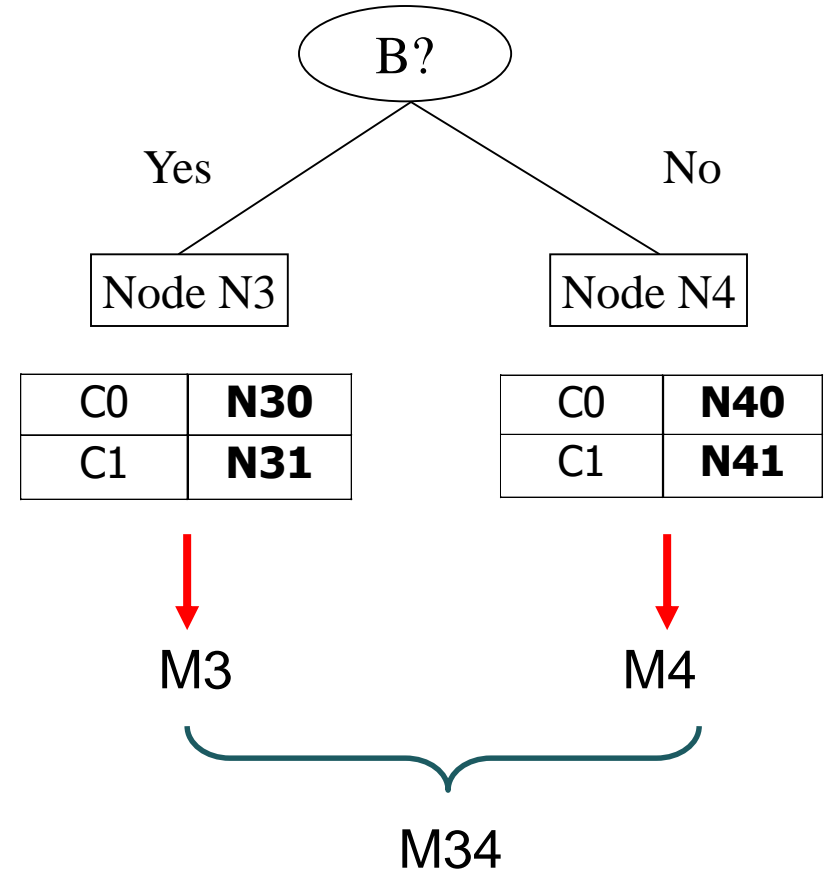 B?
Yes No
Node N3 Node N4
C0 N30 C0 N40
C1 N31 C1 N41
M3 M4
M34